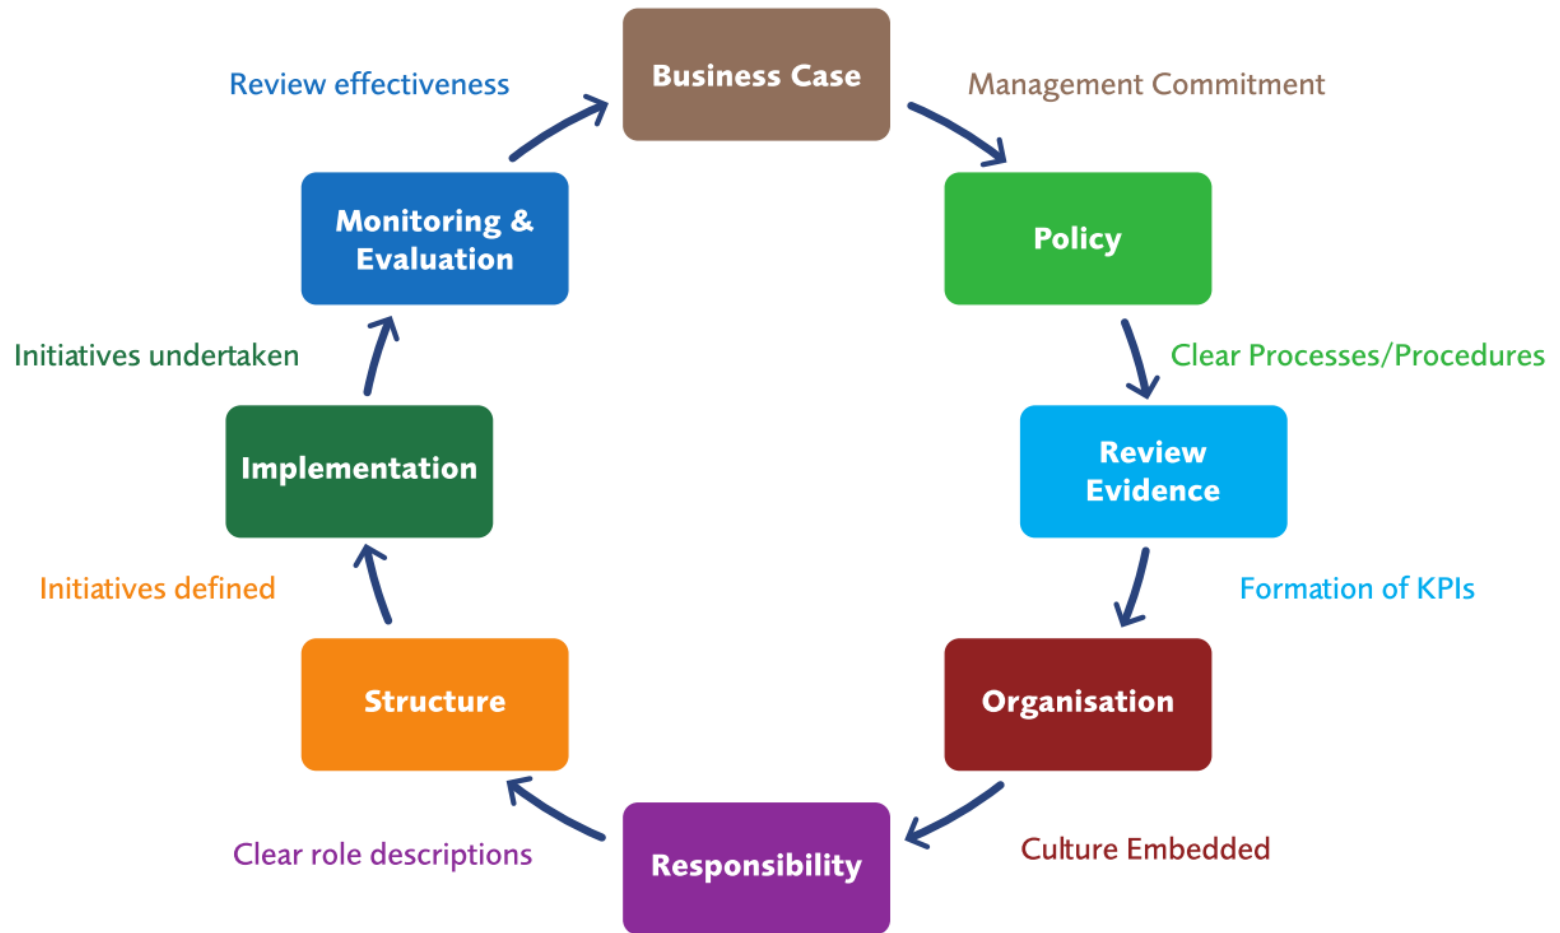 Business Case
Management Commitment
Policy
Clear Processes/Procedures
Review
Evidence
Formation of KPIs
Organisation
Culture Embedded
Responsibility
Clear role descriptions
Structure
Initiatives defined
Implementation
Initiatives undertaken
Monitoring &
Evaluation
Review effectiveness